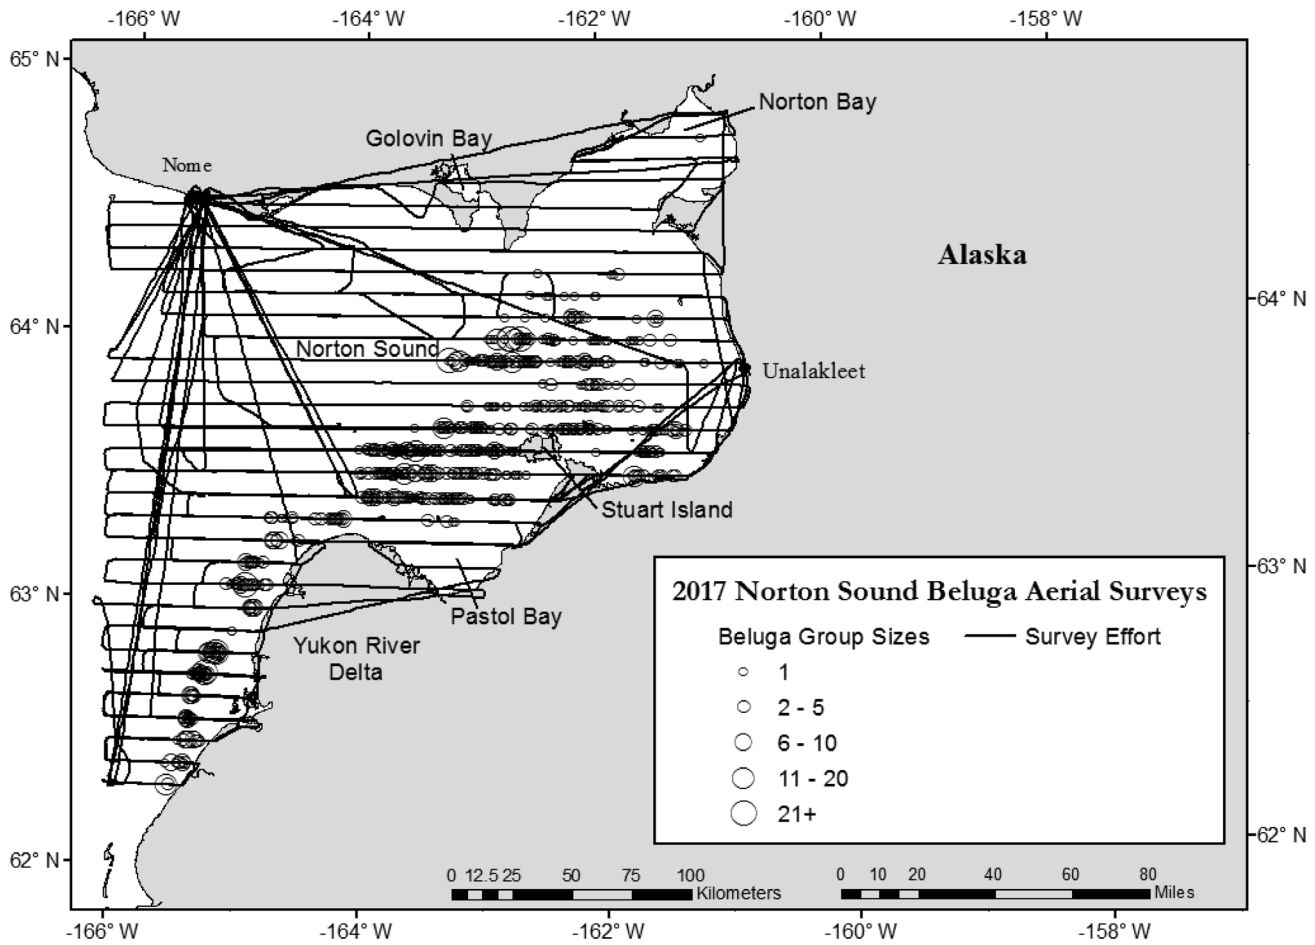 -166° W -164° W -162° W -160° W -158° W
65° N
Norton Bay
Golovin Bay
Nome
Alaska
64° N 64° N
Norton Sound
Unalakleet
Stuart Island
63° N 63° N
2017 Norton Sound Beluga Aerial Surveys
Beluga Group Sizes Survey Effort
Pastol Bay
Yukon River
Delta
1
2 - 5
6 - 10
11 - 20
21+
62° N 62° N
0 12.5 25 50 75 100
Kilometers
0 10 20 40 60 80
Miles
-166° W -164° W -162° W -160° W -158° W